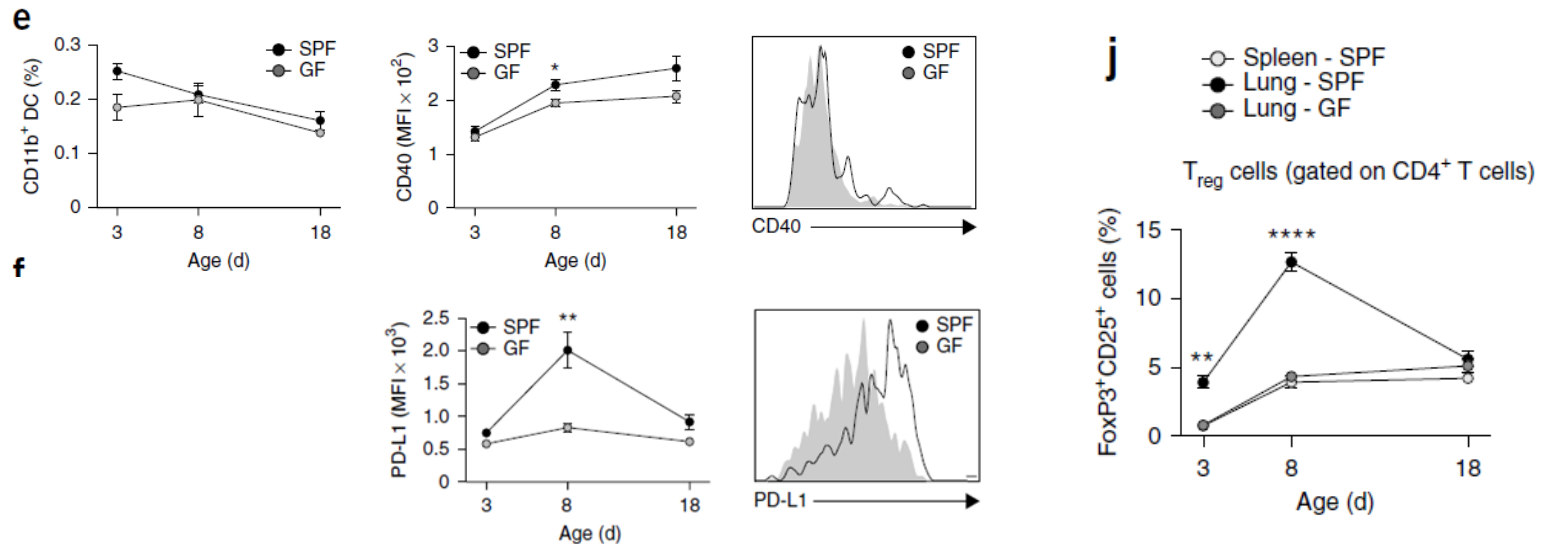 e
0.3
0.2
0.1
0
CD11b⁺ DC (%)
SPF
GF
3 8 18
Age (d)
3
2
1
0
CD40 (MFI × 10²)
SPF
GF
*
3 8 18
Age (d)
SPF
GF
CD40
f
2.5
2.0
1.5
1.0
0.5
0
PD-L1 (MFI × 10³)
SPF
GF
**
3 8 18
Age (d)
SPF
GF
PD-L1
j
Spleen - SPF
Lung - SPF
Lung - GF
Treg cells (gated on CD4⁺ T cells)
15
10
5
0
FoxP3⁺CD25⁺ cells (%)
**
****
3 8 18
Age (d)